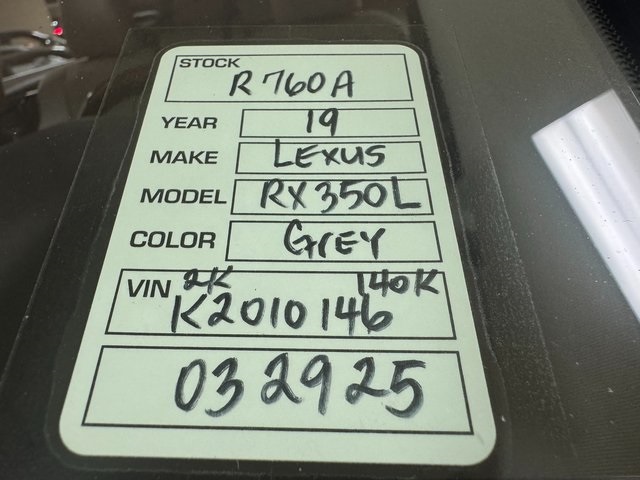 STOCK
R760A
YEAR 19
MAKE LEXUS
MODEL RX350L
COLOR GREY
VIN 2K 140K
K2010146
032925